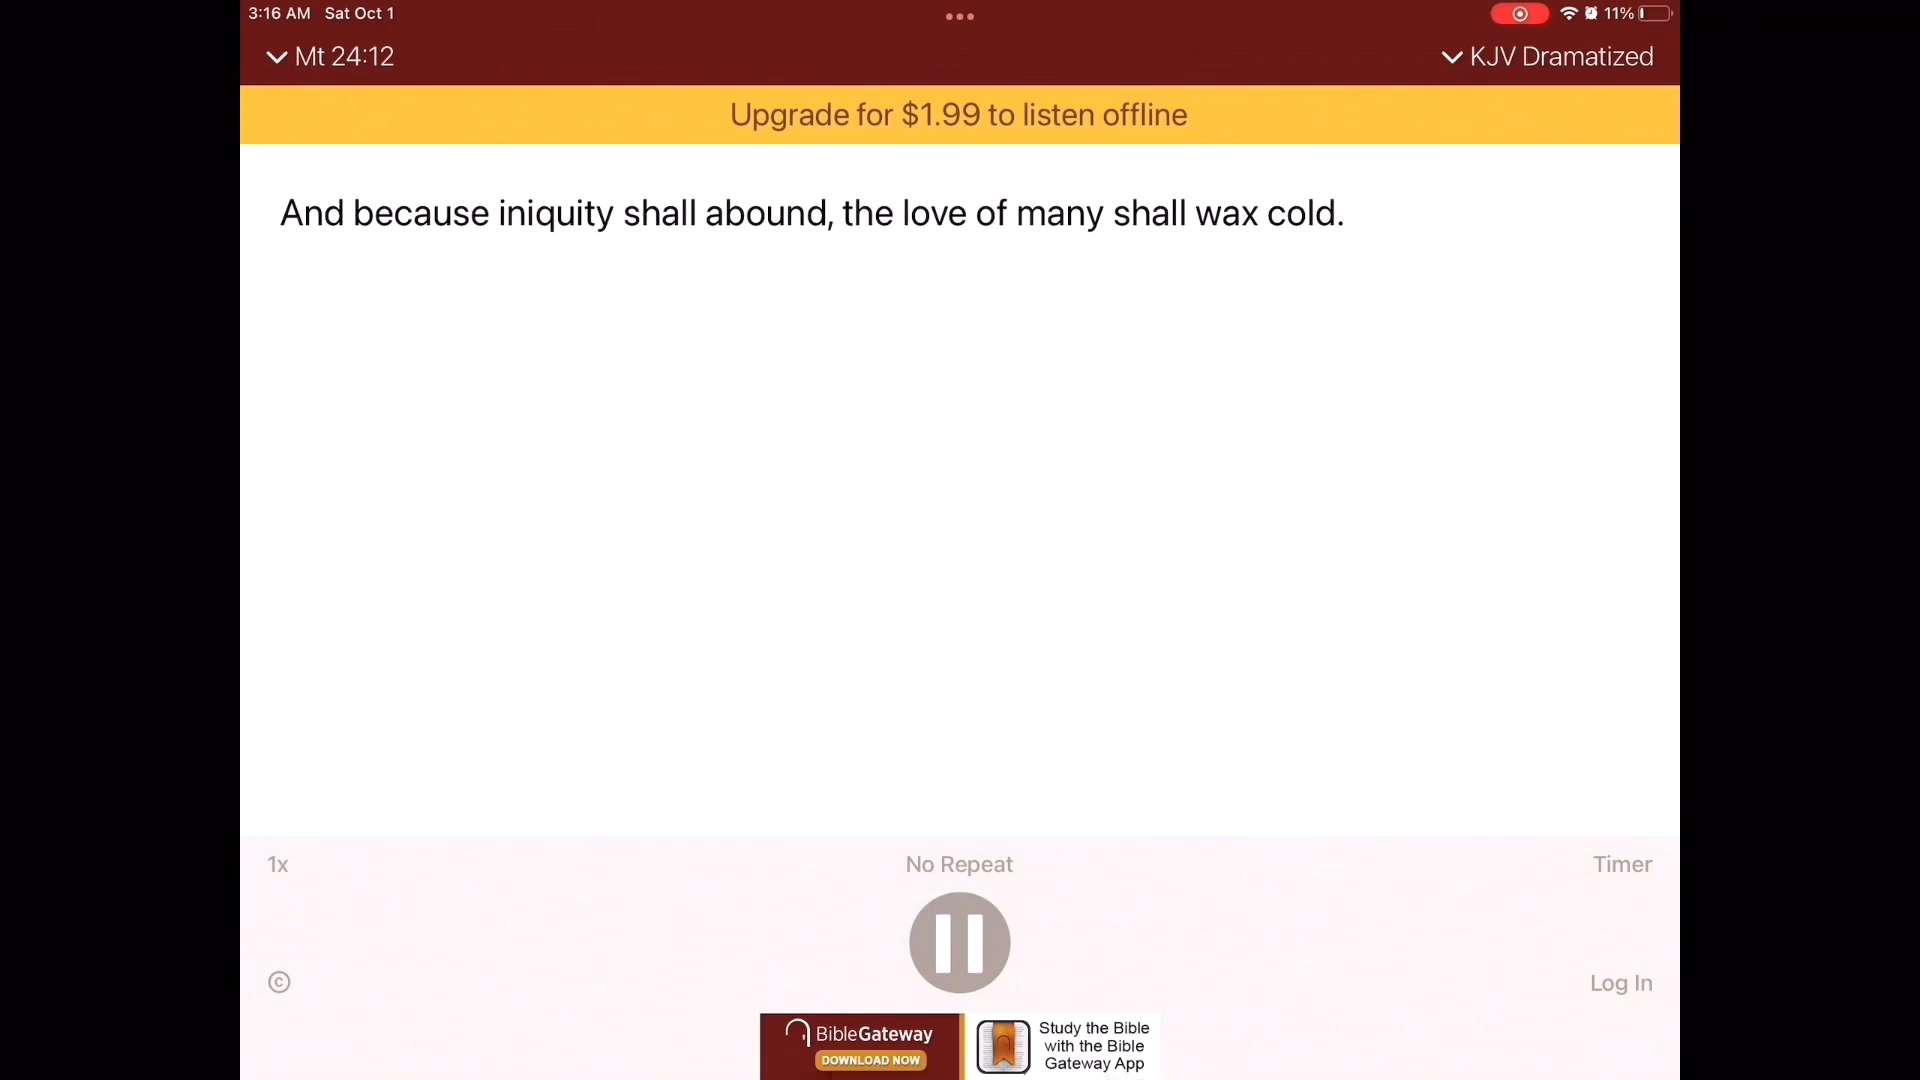 3:16 AM Sat Oct 1
11%
Mt 24:12
KJV Dramatized
Upgrade for $1.99 to listen offline
And because iniquity shall abound, the love of many shall wax cold.
1x
No Repeat
Timer
©
Log In
BibleGateway
DOWNLOAD NOW
Study the Bible
with the Bible
Gateway App